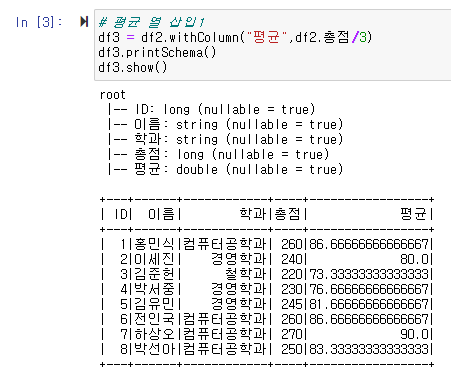 In [3]: # 평균 열 삽입1
df3 = df2.withColumn("평균",df2.총점/3)
df3.printSchema()
df3.show()
root
 |-- ID: long (nullable = true)
 |-- 이름: string (nullable = true)
 |-- 학과: string (nullable = true)
 |-- 총점: long (nullable = true)
 |-- 평균: double (nullable = true)
+---+------+------------+----+-----------------+
| ID|  이름|        학과|총점|             평균|
+---+------+------------+----+-----------------+
|  1|홍민식|컴퓨터공학과| 260|86.66666666666667|
|  2|이세진|    경영학과| 240|             80.0|
|  3|김준헌|      철학과| 220|73.33333333333333|
|  4|박서중|    경영학과| 230|76.66666666666667|
|  5|김유민|    경영학과| 245|81.66666666666667|
|  6|전인국|컴퓨터공학과| 260|86.66666666666667|
|  7|하상오|컴퓨터공학과| 270|             90.0|
|  8|박선아|컴퓨터공학과| 250|83.33333333333333|
+---+------+------------+----+-----------------+